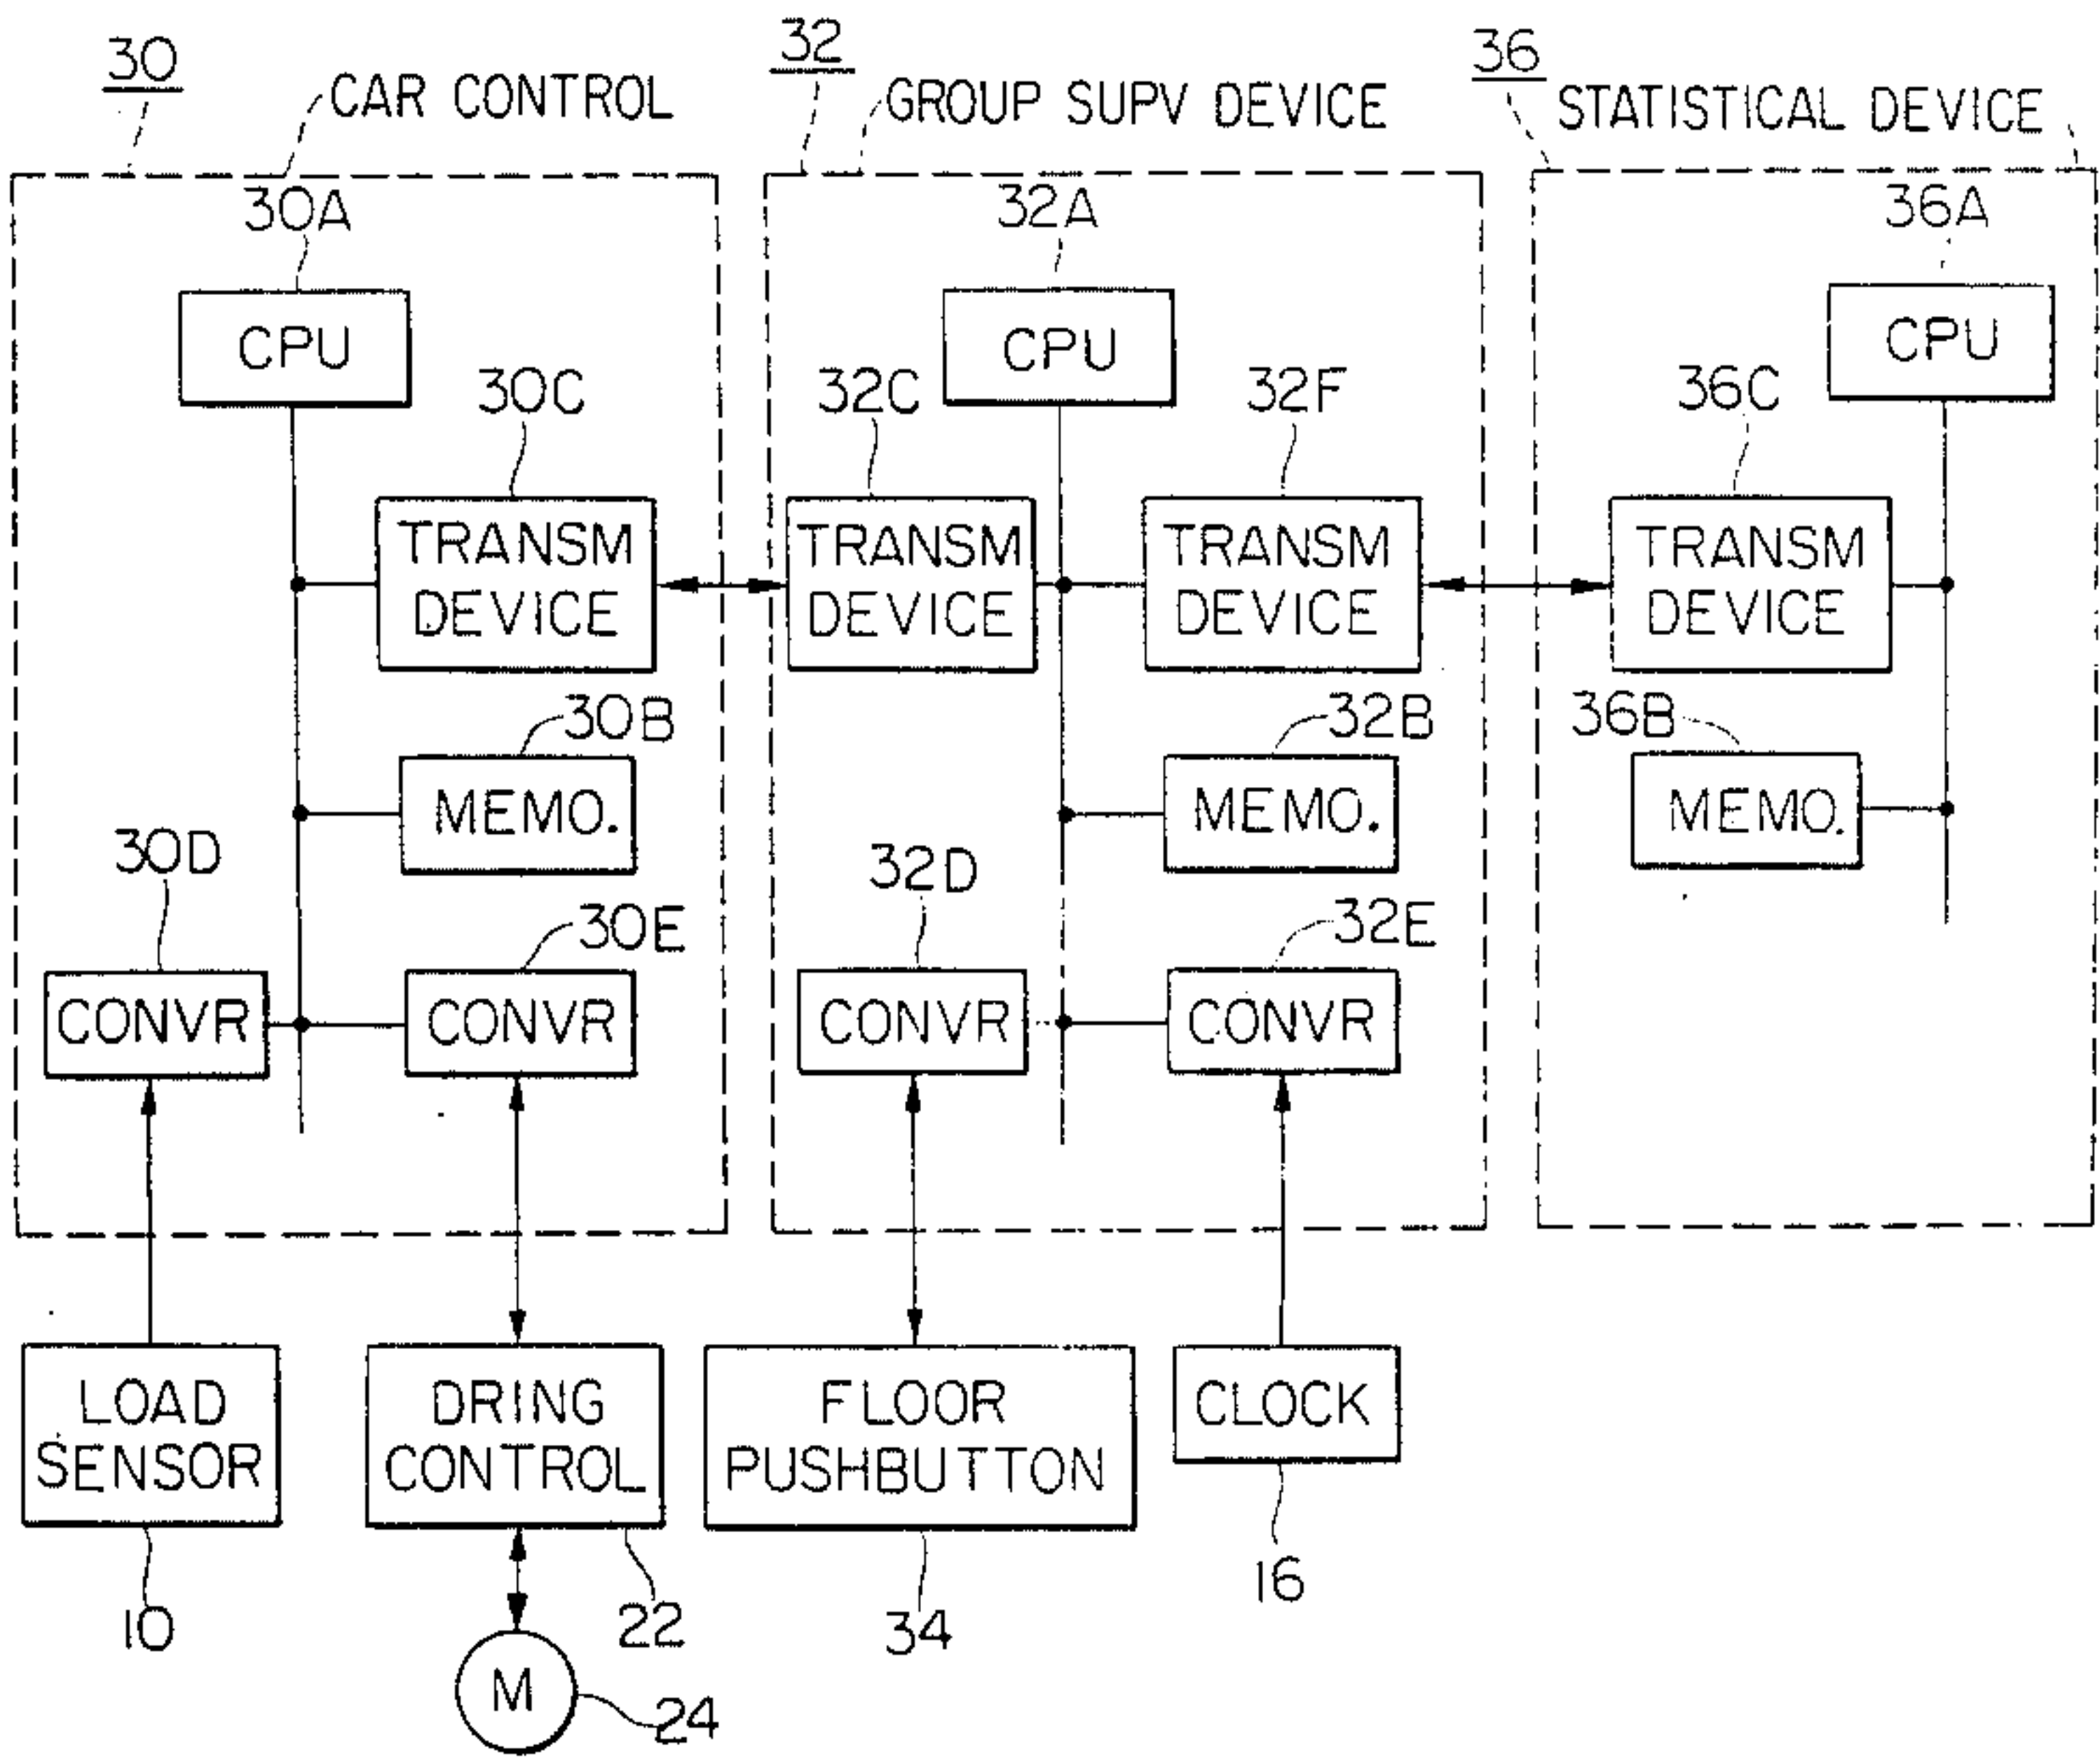 30
CAR CONTROL
32
GROUP SUPV DEVICE
36
STATISTICAL DEVICE
30A
CPU
30C
TRANSM
DEVICE
30B
MEMO.
30D
CONVR
30E
CONVR
32A
CPU
32C
TRANSM
DEVICE
32F
TRANSM
DEVICE
32B
MEMO.
32D
CONVR
32E
CONVR
36A
CPU
36C
TRANSM
DEVICE
36B
MEMO.
LOAD
SENSOR
10
DRING
CONTROL
22
M
24
FLOOR
PUSHBUTTON
34
CLOCK
16